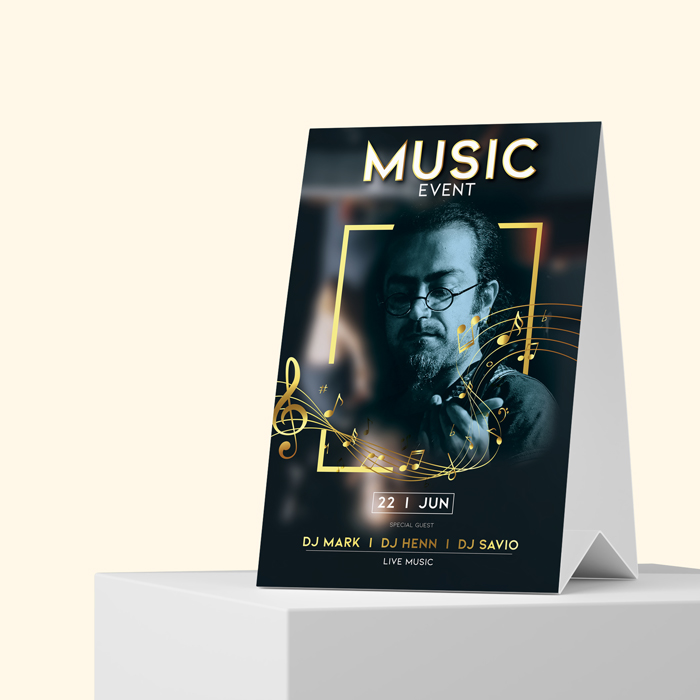 MUSIC
EVENT
22 | JUN
SPECIAL GUEST
DJ MARK | DJ HENN | DJ SAVIO
LIVE MUSIC